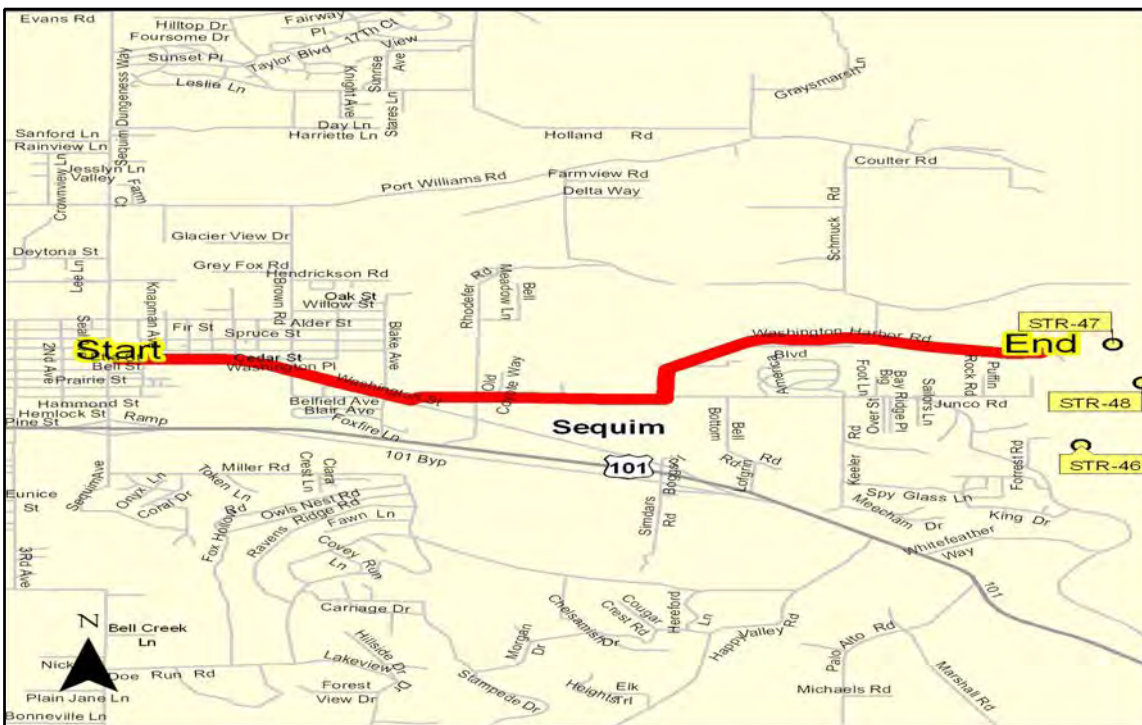 Evans Rd
Hilltop Dr
Fairway
Pl
17Th Ct
Foursome Dr
Taylor Blvd
View
Sunset Pl
Sunrise
Ave
Knight Ave
Leslie Ln
Stares Ln
Graysmarsh Ln
Sequim Dungeness Way
Day Ln
Harriette Ln
Sanford Ln
Rainview Ln
Holland Rd
Jesslyn Ln
Valley
Farm
Ct
Crownview Ln
Port Williams Rd
Farmview Rd
Delta Way
Coulter Rd
Schmuck Rd
Glacier View Dr
Deytona St
Lee Ln
Grey Fox Rd
Hendrickson Rd
Brown Rd
Oak St
Willow St
Rhodefer Rd
Meadow Ln
Bell
Knapman Ave
Fir St
Alder St
Spruce St
Blake Ave
Washington Harbor Rd
STR-47
2Nd Ave
Start
Cedar St
Washington Pl
Bell St
Prairie St
Washington St
Old
Coyote Way
Blvd
America
End
Foot Ln
Over St
Big
Bay Ridge Pl
Sailors Ln
Rock Rd
Puffin
STR-48
Hammond St
Hemlock St
Pine St
Ramp
Belfield Ave
Blair Ave
Foxfire Ln
Sequim
Bottom
Bell
Junco Rd
101 Byp
101
STR-46
Miller Rd
Crest Ln
Clara
Rd
Lofgrin
Rd
Boggsoj
Keeler
Forrest Rd
Eunice
St
SequimAve
Onyx Ln
Coral Dr
Token Ln
Fox Hollow
Rd
Owls Nest Rd
Ravens Ridge Rd
Fawn Ln
Simdars
Rd
Spy Glass Ln
Meecham Dr
King Dr
Whitefeather
Way
3Rd Ave
Covey Run
Ln
101
N
Bell Creek
Ln
Carriage Dr
Chelsamish Dr
Cougar
Crest Rd
Hereford
Ln
Happy Valley Rd
Palo Alto Rd
Morgan
Dr
Hillside Dr
Nick
Doe Run Rd
Lakeview
Dr
Marshall Rd
Plain Jane Ln
Forest
View Dr
Stampede Dr
Heights
Elk
Trl
Michaels Rd
Bonneville Ln